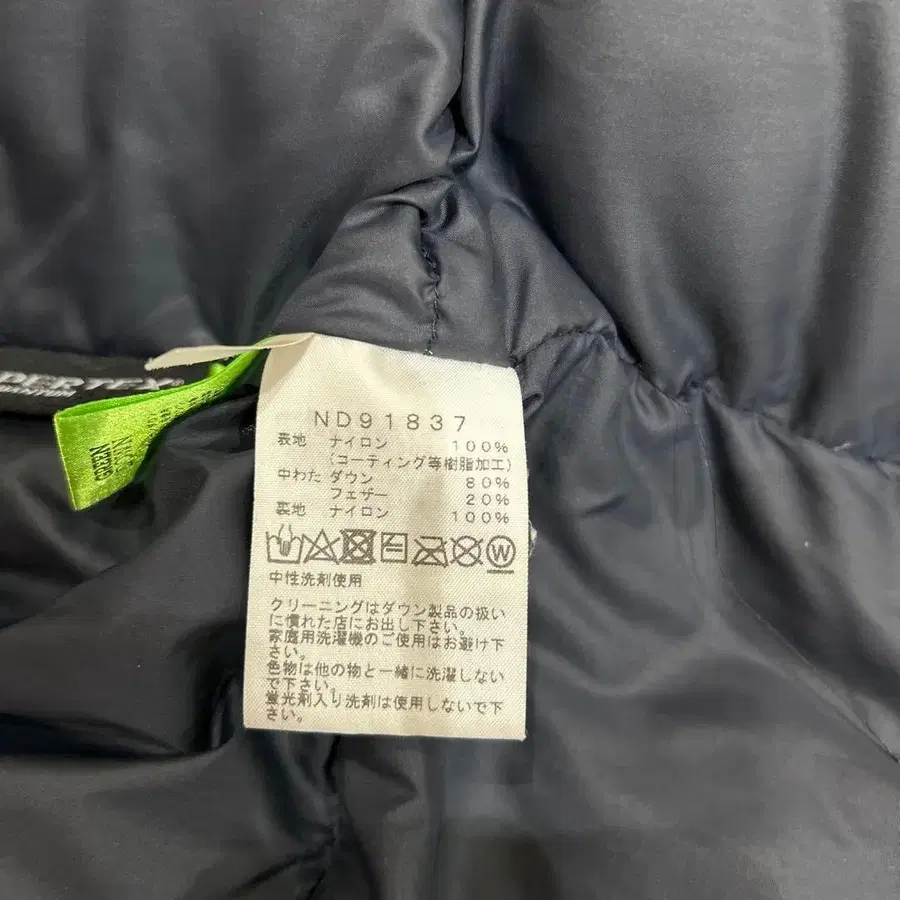 ND91837
表地 ナイロン 100%
(コーティング等樹脂加工)
中わた ダウン 80%
フェザー 20%
裏地 ナイロン 100%
W
中性洗剤使用
クリーニングはダウン製品の扱い
に慣れた店にお出し下さい。
家庭用洗濯機のご使用はお避け下
さい。
色物は他の物と一緒に洗濯しない
で下さい。
蛍光剤入り洗剤は使用しないで下
さい。